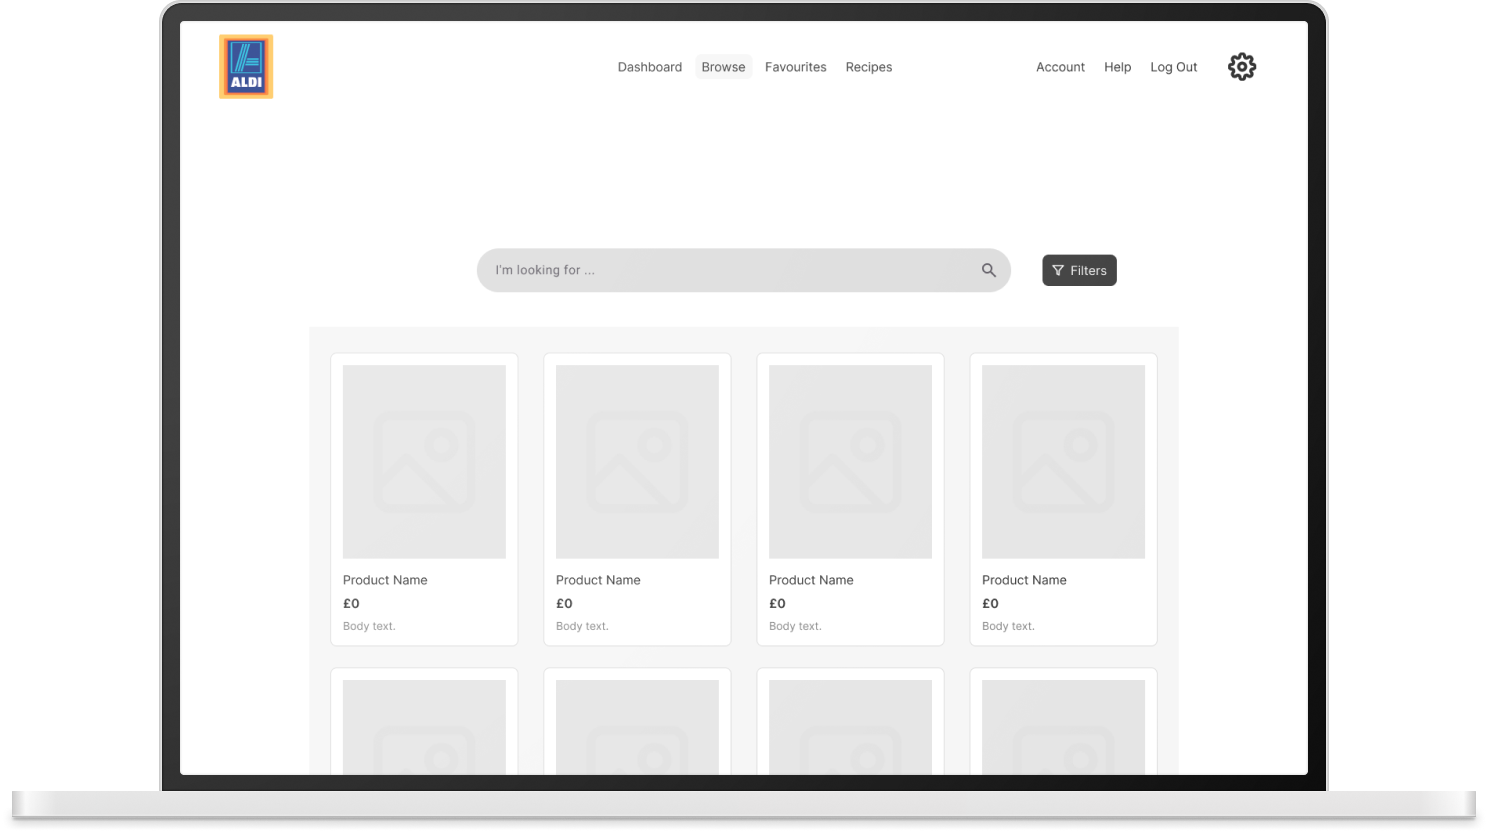 ALDI
Dashboard Browse Favourites Recipes Account Help Log Out
I'm looking for ...
Filters
Product Name Product Name Product Name Product Name
£0 £0 £0 £0
Body text. Body text. Body text. Body text.